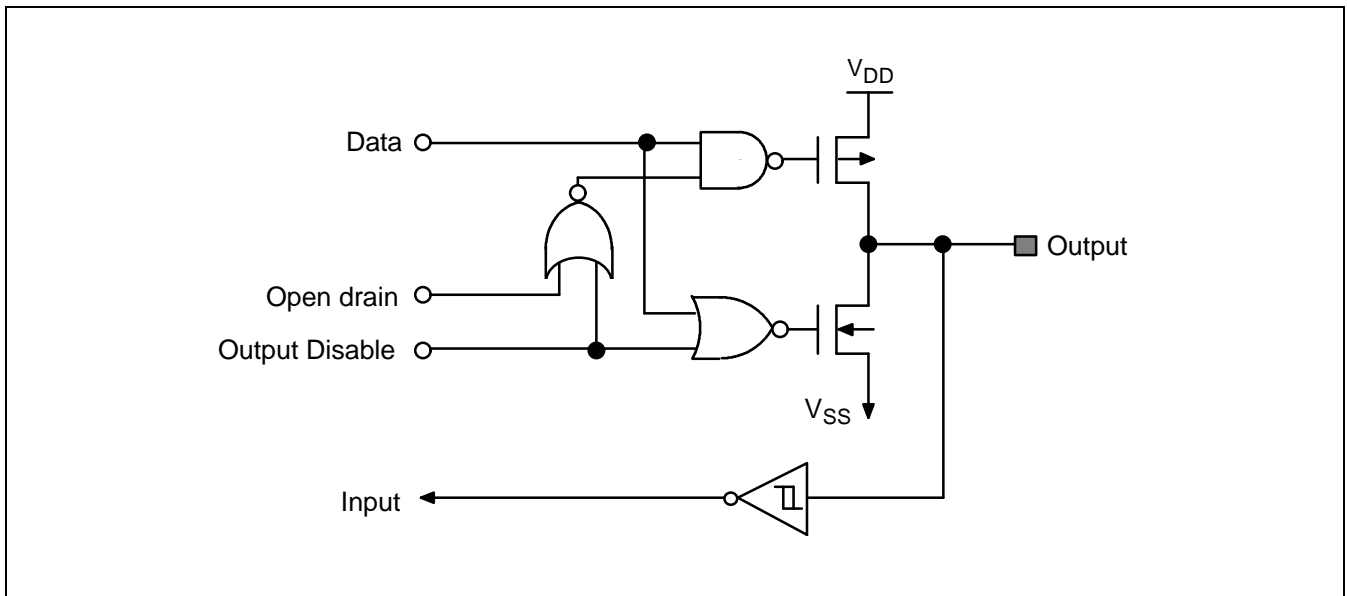 VDD
Data
Output
Open drain
Output Disable
VSS
Input